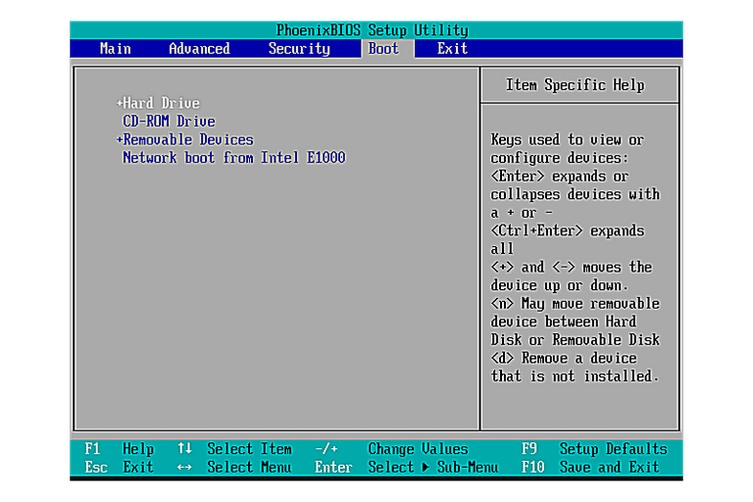 PhoenixBIOS Setup Utility
Main Advanced Security Boot Exit
+Hard Drive
CD-ROM Drive
+Removable Devices
Network boot from Intel E1000
Item Specific Help
Keys used to view or
configure devices:
<Enter> expands or
collapses devices with
a + or -
<Ctrl+Enter> expands
all
<+> and <-> moves the
device up or down.
<n> May move removable
device between Hard
Disk or Removable Disk
<d> Remove a device
that is not installed.
F1 Help ↑↓ Select Item -/+ Change Values F9 Setup Defaults
Esc Exit ↔ Select Menu Enter Select ▶ Sub-Menu F10 Save and Exit